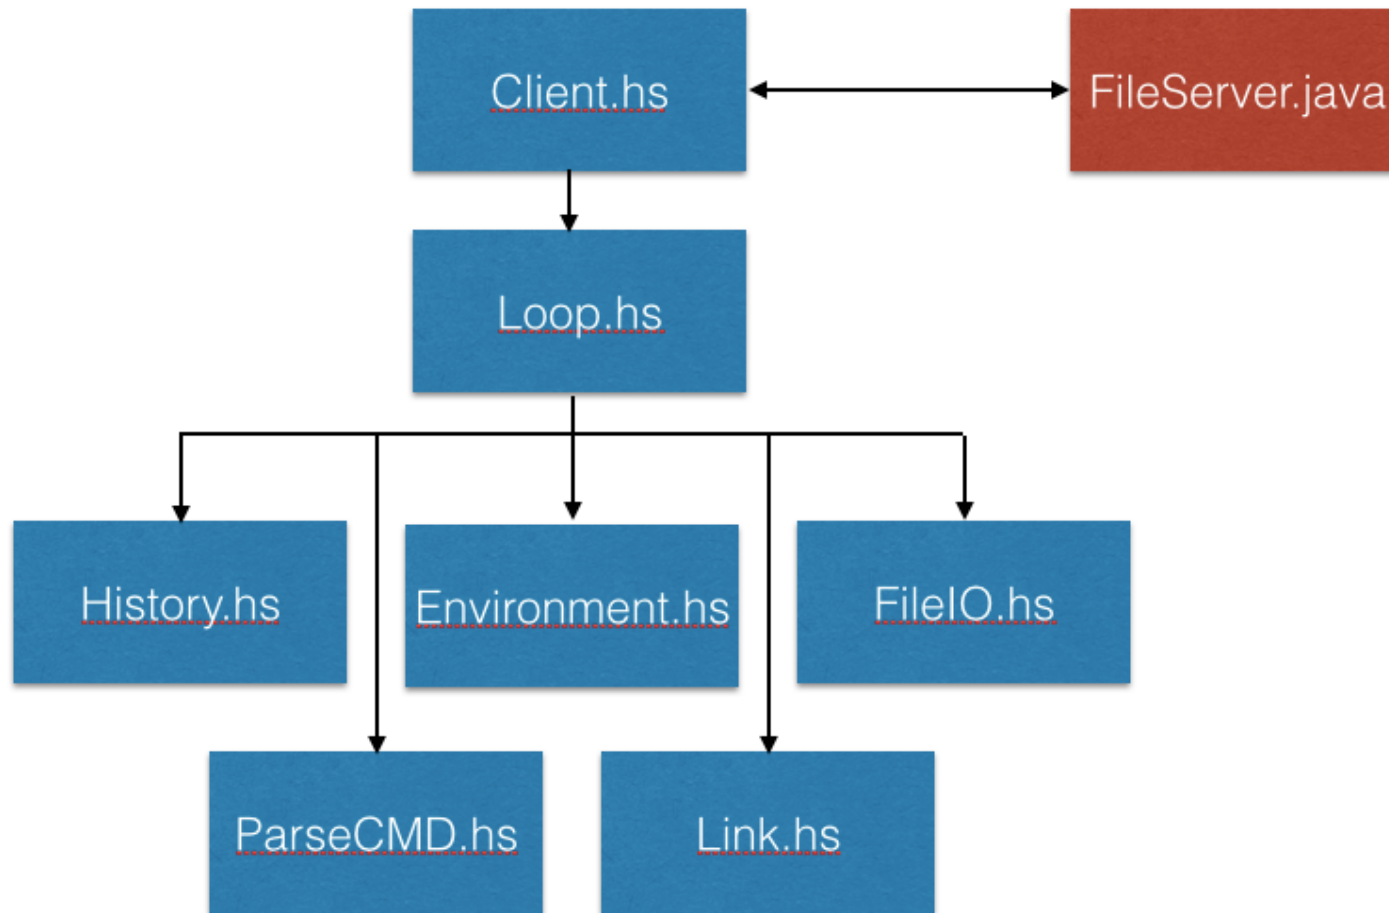 Client.hs
FileServer.java
Loop.hs
History.hs
Environment.hs
FileIO.hs
ParseCMD.hs
Link.hs